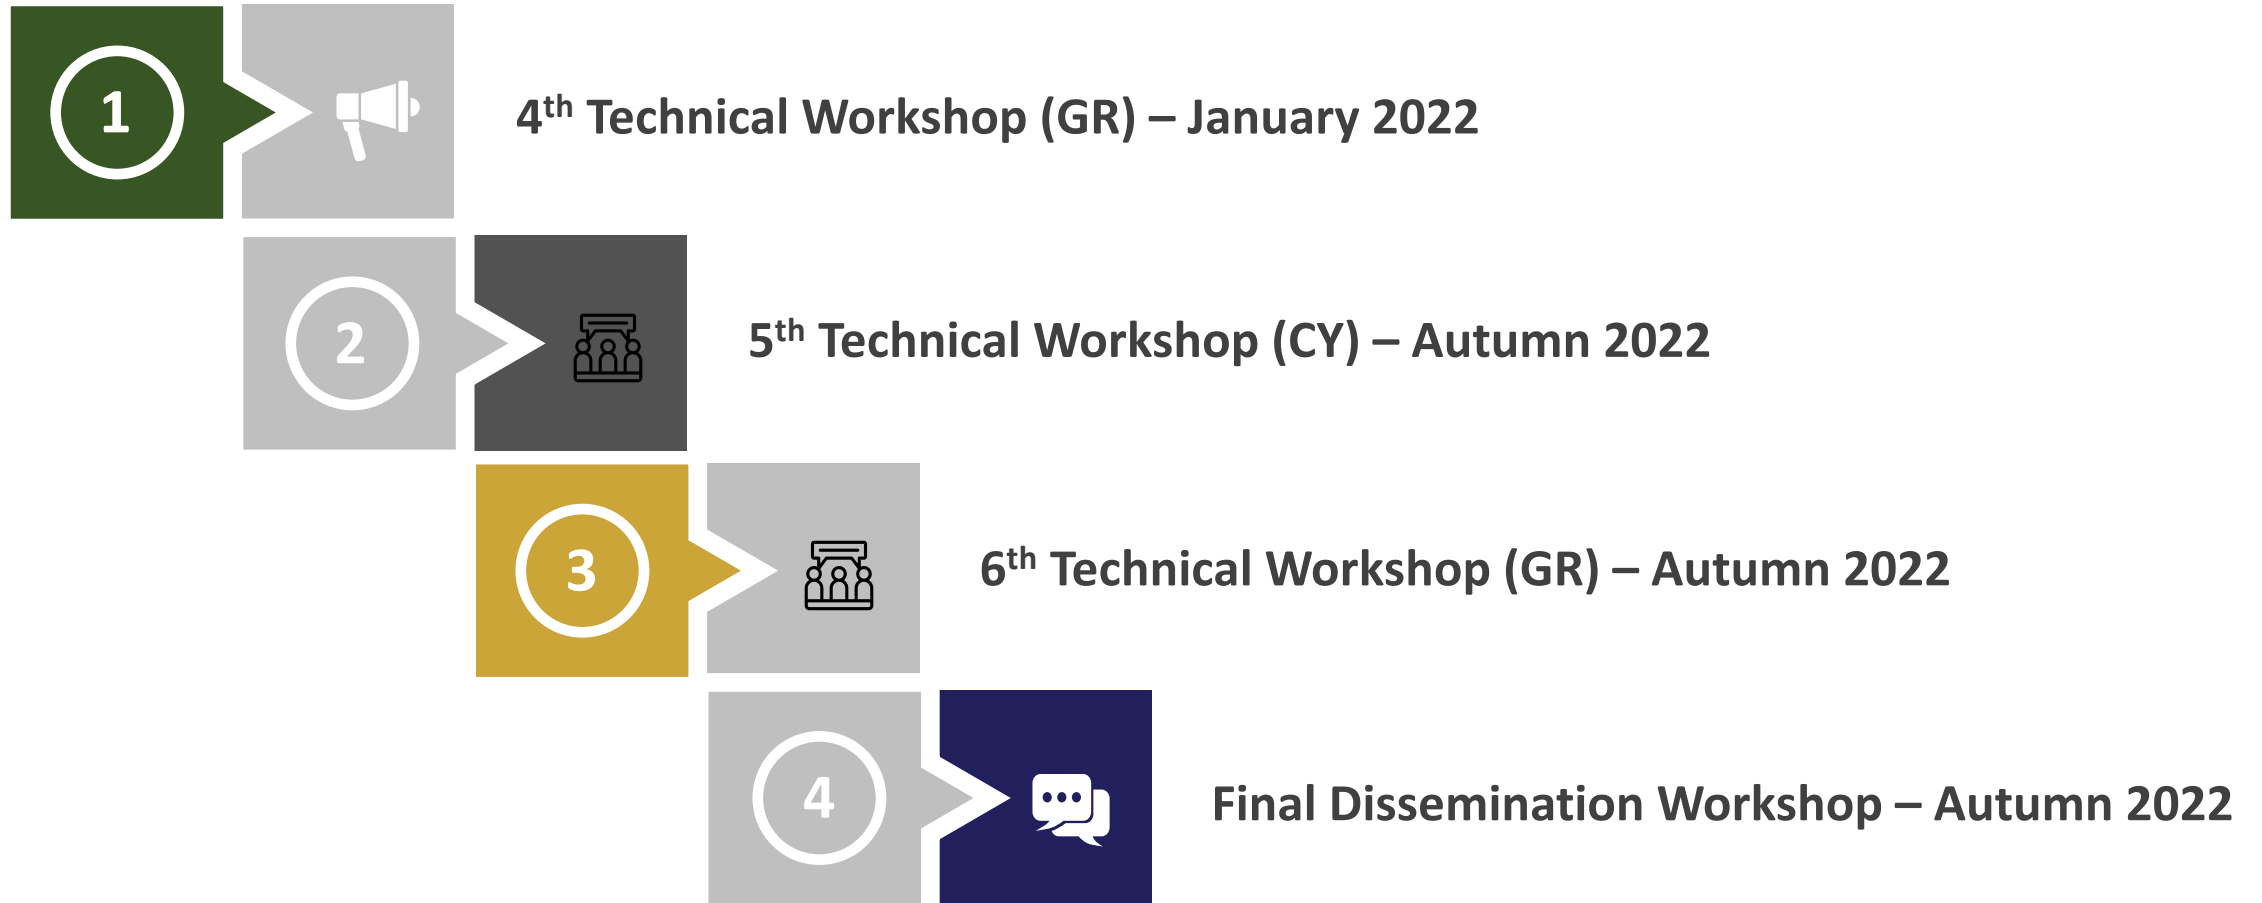 1
4th Technical Workshop (GR) – January 2022
2
5th Technical Workshop (CY) – Autumn 2022
3
6th Technical Workshop (GR) – Autumn 2022
4
Final Dissemination Workshop – Autumn 2022